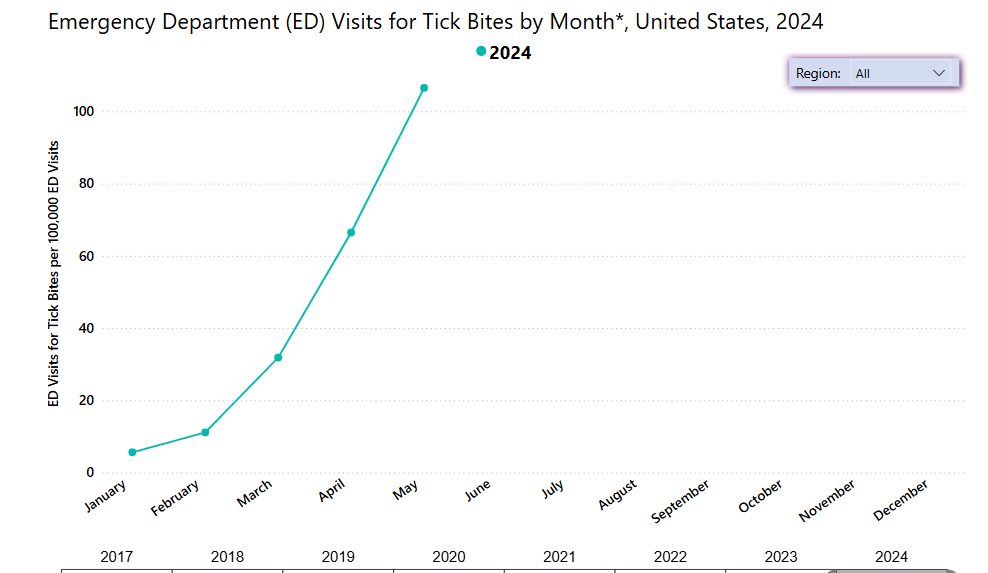 Emergency Department (ED) Visits for Tick Bites by Month*, United States, 2024
2024
Region: All
ED Visits for Tick Bites per 100,000 ED Visits
100
80
60
40
20
0
January February March April May June July August September October November December
2017 2018 2019 2020 2021 2022 2023 2024